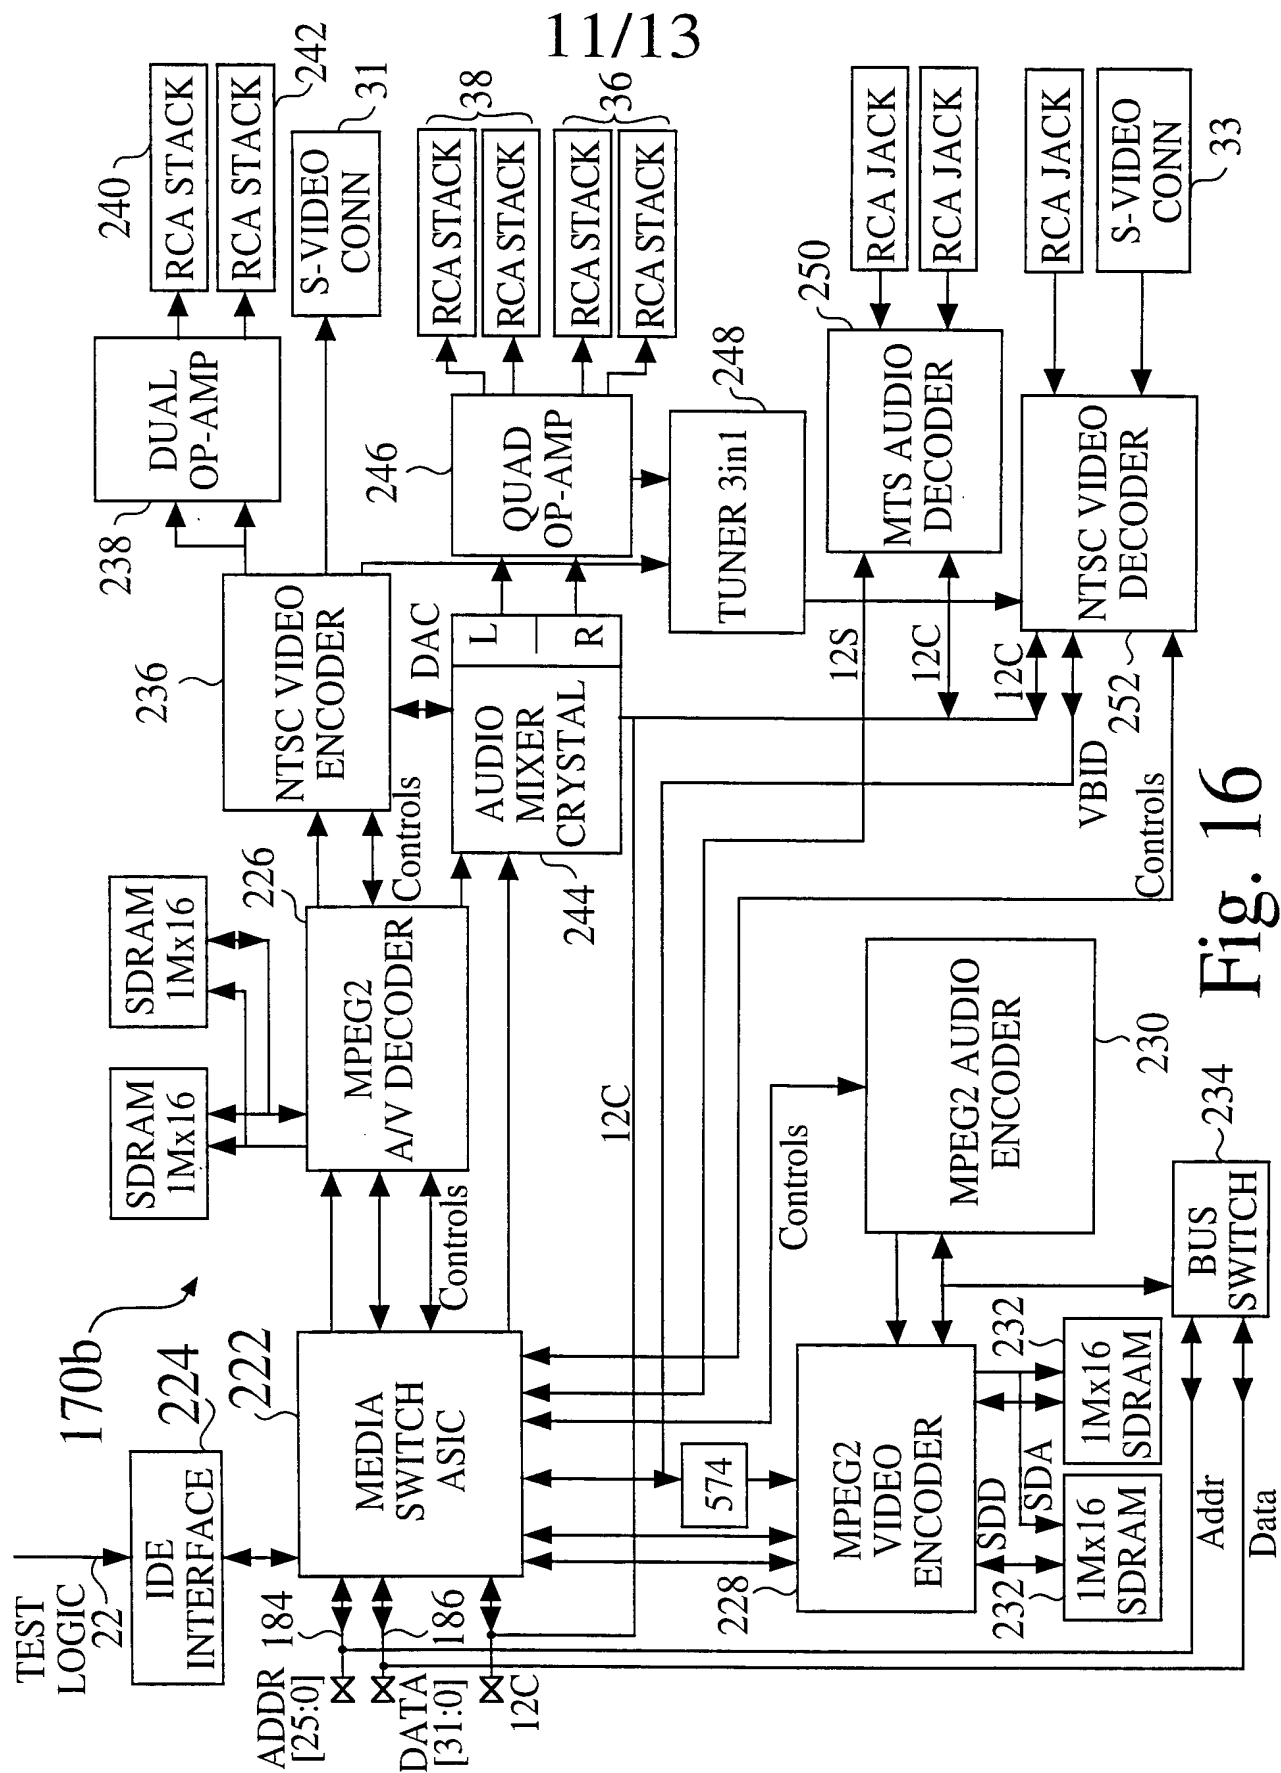 11/13
170b
TEST
LOGIC
22
IDE
INTERFACE
224
184
ADDR
[25:0]
186
DATA
[31:0]
12C
222
MEDIA
SWITCH
ASIC
Controls
SDRAM
1Mx16
SDRAM
1Mx16
226
MPEG2
A/V DECODER
Controls
236
NTSC VIDEO
ENCODER
238
DUAL
OP-AMP
240
RCA STACK
RCA STACK
242
S-VIDEO
CONN
31
DAC
AUDIO
MIXER
CRYSTAL
L
R
244
246
QUAD
OP-AMP
RCA STACK
RCA STACK
38
RCA STACK
RCA STACK
36
TUNER 3in1
248
12C
12S
12C
MTS AUDIO
DECODER
250
RCA JACK
RCA JACK
12C
VBID
Controls
252
NTSC VIDEO
DECODER
RCA JACK
S-VIDEO
CONN
33
574
228
MPEG2
VIDEO
ENCODER
Controls
MPEG2 AUDIO
ENCODER
230
SDD
SDA
232
1Mx16
SDRAM
232
1Mx16
SDRAM
BUS
SWITCH
234
Addr
Data
Fig. 16